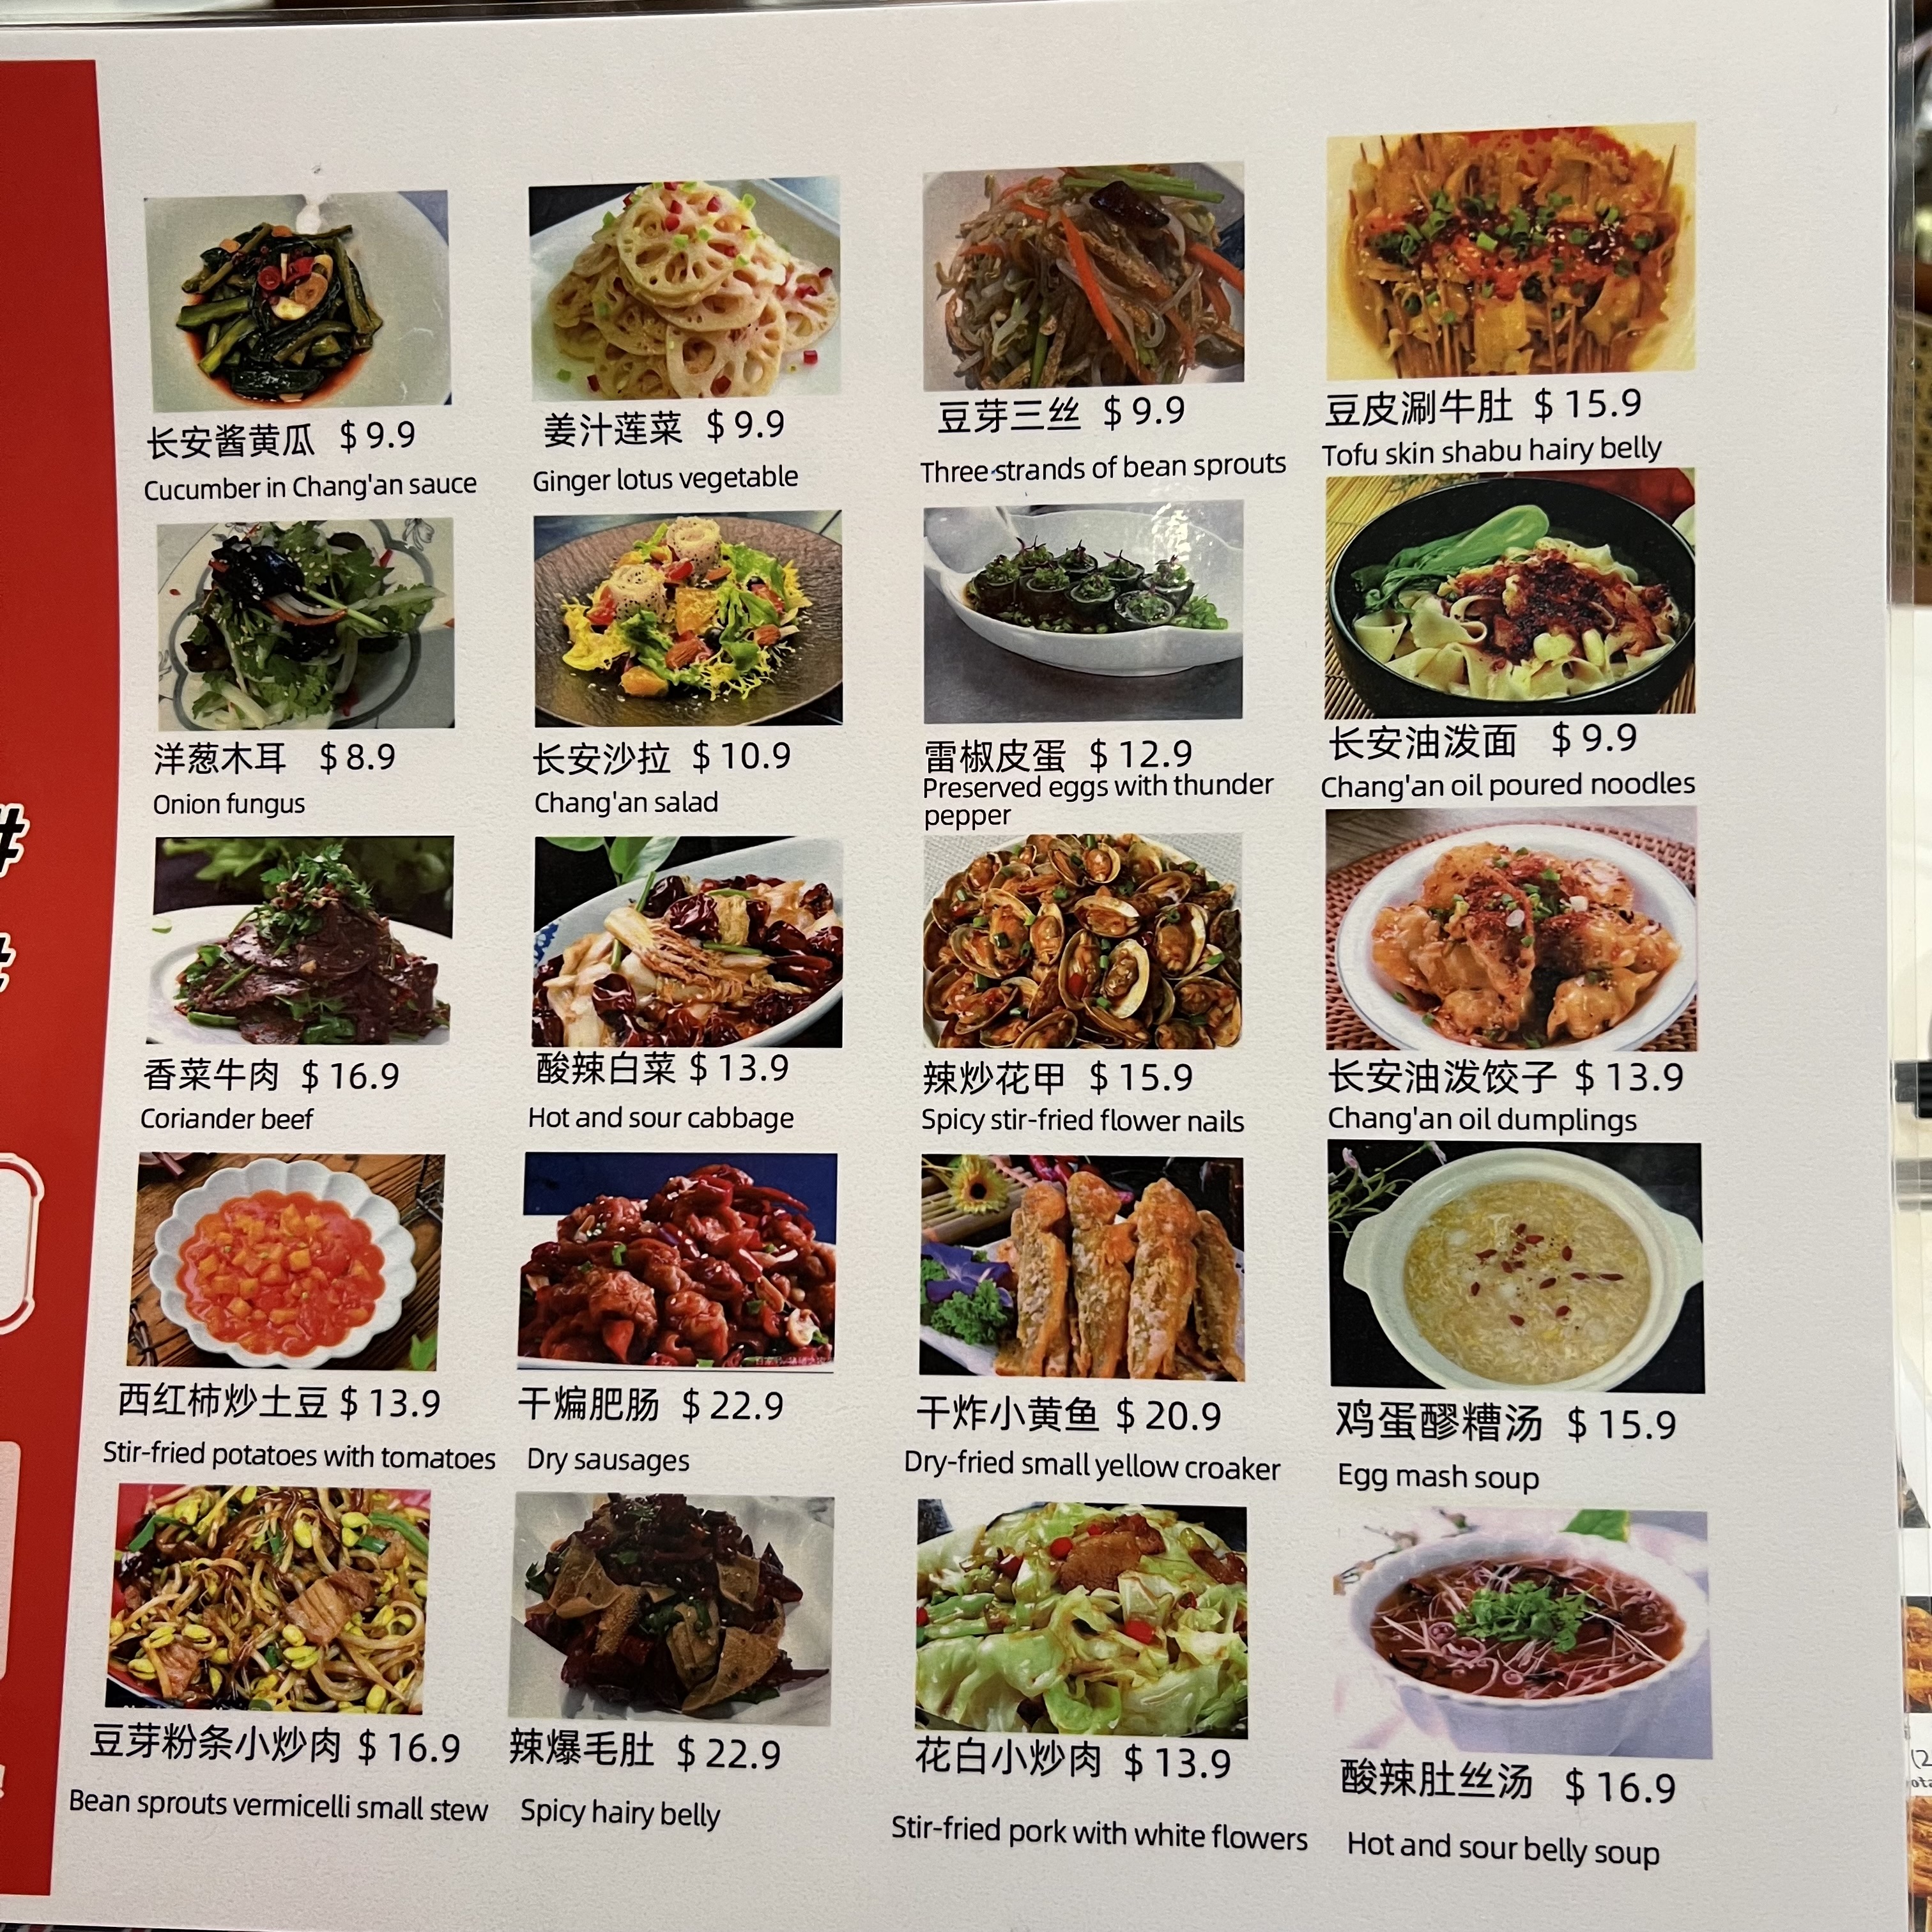 长安酱黄瓜 $ 9.9
Cucumber in Chang'an sauce
姜汁莲菜 $ 9.9
Ginger lotus vegetable
豆芽三丝 $ 9.9
Three strands of bean sprouts
豆皮涮牛肚 $ 15.9
Tofu skin shabu hairy belly
洋葱木耳 $ 8.9
Onion fungus
长安沙拉 $ 10.9
Chang'an salad
雷椒皮蛋 $ 12.9
Preserved eggs with thunder
pepper
长安油泼面 $ 9.9
Chang'an oil poured noodles
香菜牛肉 $ 16.9
Coriander beef
酸辣白菜 $ 13.9
Hot and sour cabbage
辣炒花甲 $ 15.9
Spicy stir-fried flower nails
长安油泼饺子 $ 13.9
Chang'an oil dumplings
西红柿炒土豆 $ 13.9
Stir-fried potatoes with tomatoes
干煸肥肠 $ 22.9
Dry sausages
干炸小黄鱼 $ 20.9
Dry-fried small yellow croaker
鸡蛋醪糟汤 $ 15.9
Egg mash soup
豆芽粉条小炒肉 $ 16.9
Bean sprouts vermicelli small stew
辣爆毛肚 $ 22.9
Spicy hairy belly
花白小炒肉 $ 13.9
Stir-fried pork with white flowers
酸辣肚丝汤 $ 16.9
Hot and sour belly soup